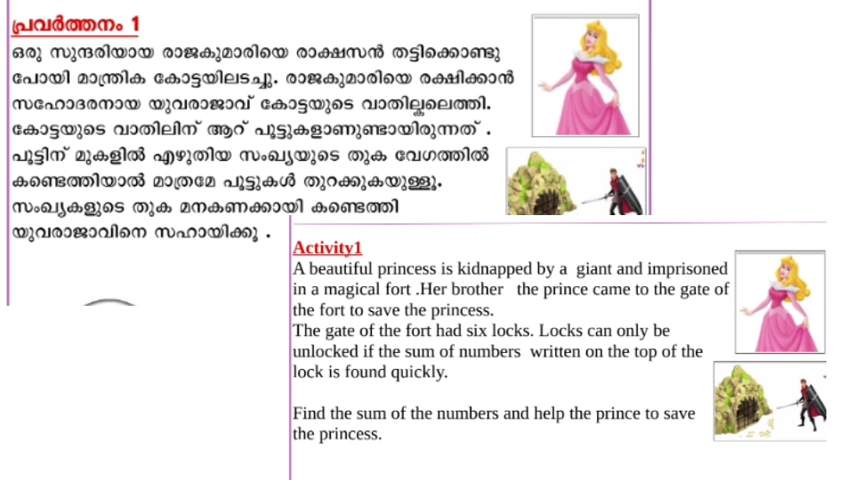 പ്രവർത്തനം 1
ഒരു സുന്ദരിയായ രാജകുമാരിയെ രാക്ഷസൻ തട്ടിക്കൊണ്ടു
പോയി മാന്ത്രിക കോട്ടയിലടച്ചു. രാജകുമാരിയെ രക്ഷിക്കാൻ
സഹോദരനായ യുവരാജാവ് കോട്ടയുടെ വാതില്ക്കലെത്തി.
കോട്ടയുടെ വാതിലിന് ആറ് പൂട്ടുകളാണുണ്ടായിരുന്നത് .
പൂട്ടിന് മുകളിൽ എഴുതിയ സംഖ്യയുടെ തുക വേഗത്തിൽ
കണ്ടെത്തിയാൽ മാത്രമേ പൂട്ടുകൾ തുറക്കുകയുള്ളൂ.
സംഖ്യകളുടെ തുക മനകണക്കായി കണ്ടെത്തി
യുവരാജാവിനെ സഹായിക്കൂ .
Activity1
A beautiful princess is kidnapped by a giant and imprisoned
in a magical fort .Her brother the prince came to the gate of
the fort to save the princess.
The gate of the fort had six locks. Locks can only be
unlocked if the sum of numbers written on the top of the
lock is found quickly.
Find the sum of the numbers and help the prince to save
the princess.